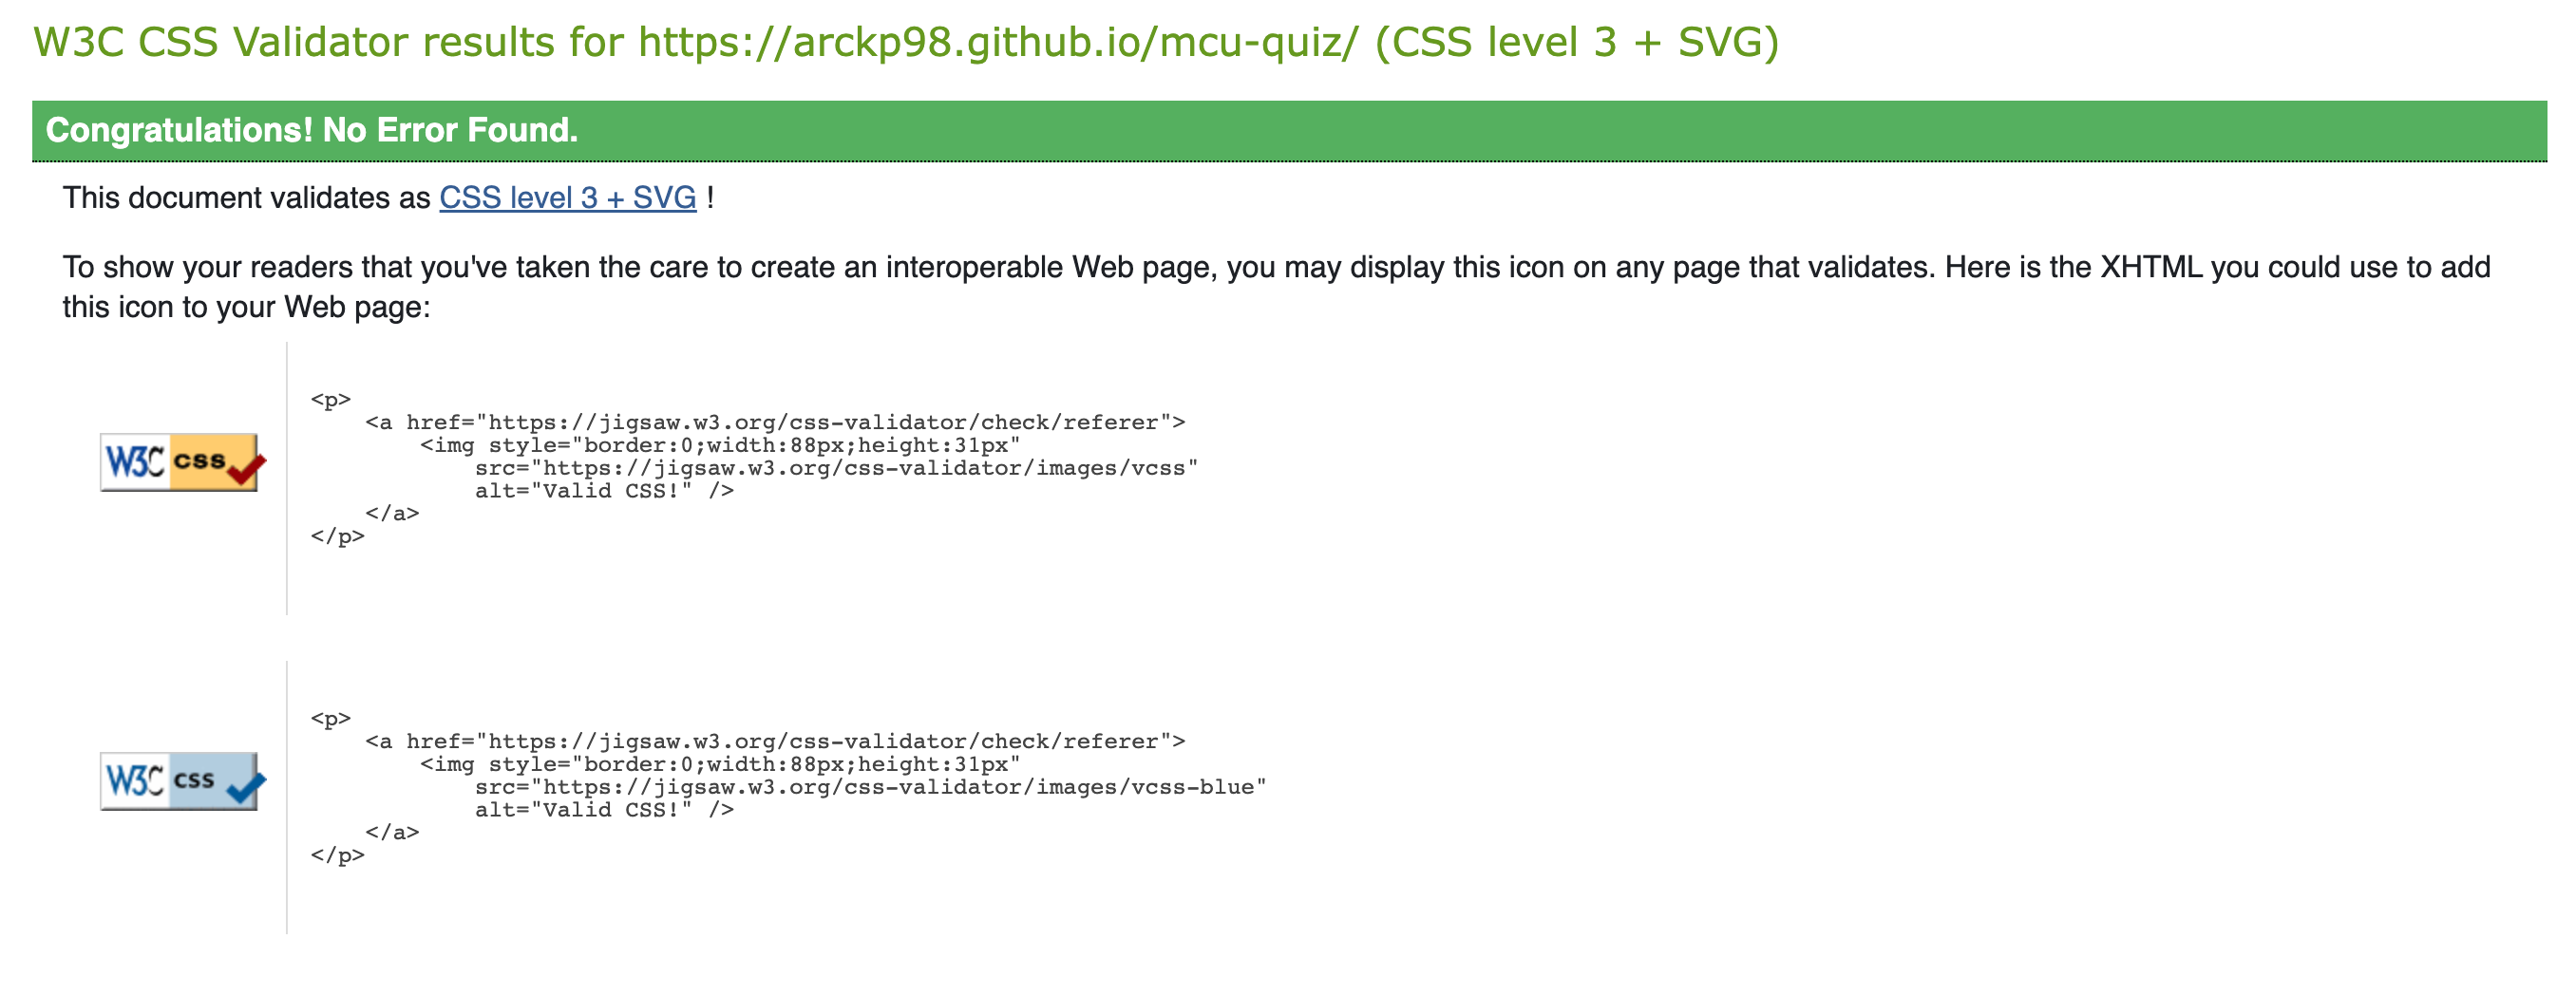 W3C CSS Validator results for https://arckp98.github.io/mcu-quiz/ (CSS level 3 + SVG)
Congratulations! No Error Found.
This document validates as CSS level 3 + SVG !
To show your readers that you've taken the care to create an interoperable Web page, you may display this icon on any page that validates. Here is the XHTML you could use to add
this icon to your Web page:
W3C css
<p>
    <a href="https://jigsaw.w3.org/css-validator/check/referer">
        <img style="border:0;width:88px;height:31px"
            src="https://jigsaw.w3.org/css-validator/images/vcss"
            alt="Valid CSS!" />
    </a>
</p>
W3C css
<p>
    <a href="https://jigsaw.w3.org/css-validator/check/referer">
        <img style="border:0;width:88px;height:31px"
            src="https://jigsaw.w3.org/css-validator/images/vcss-blue"
            alt="Valid CSS!" />
    </a>
</p>